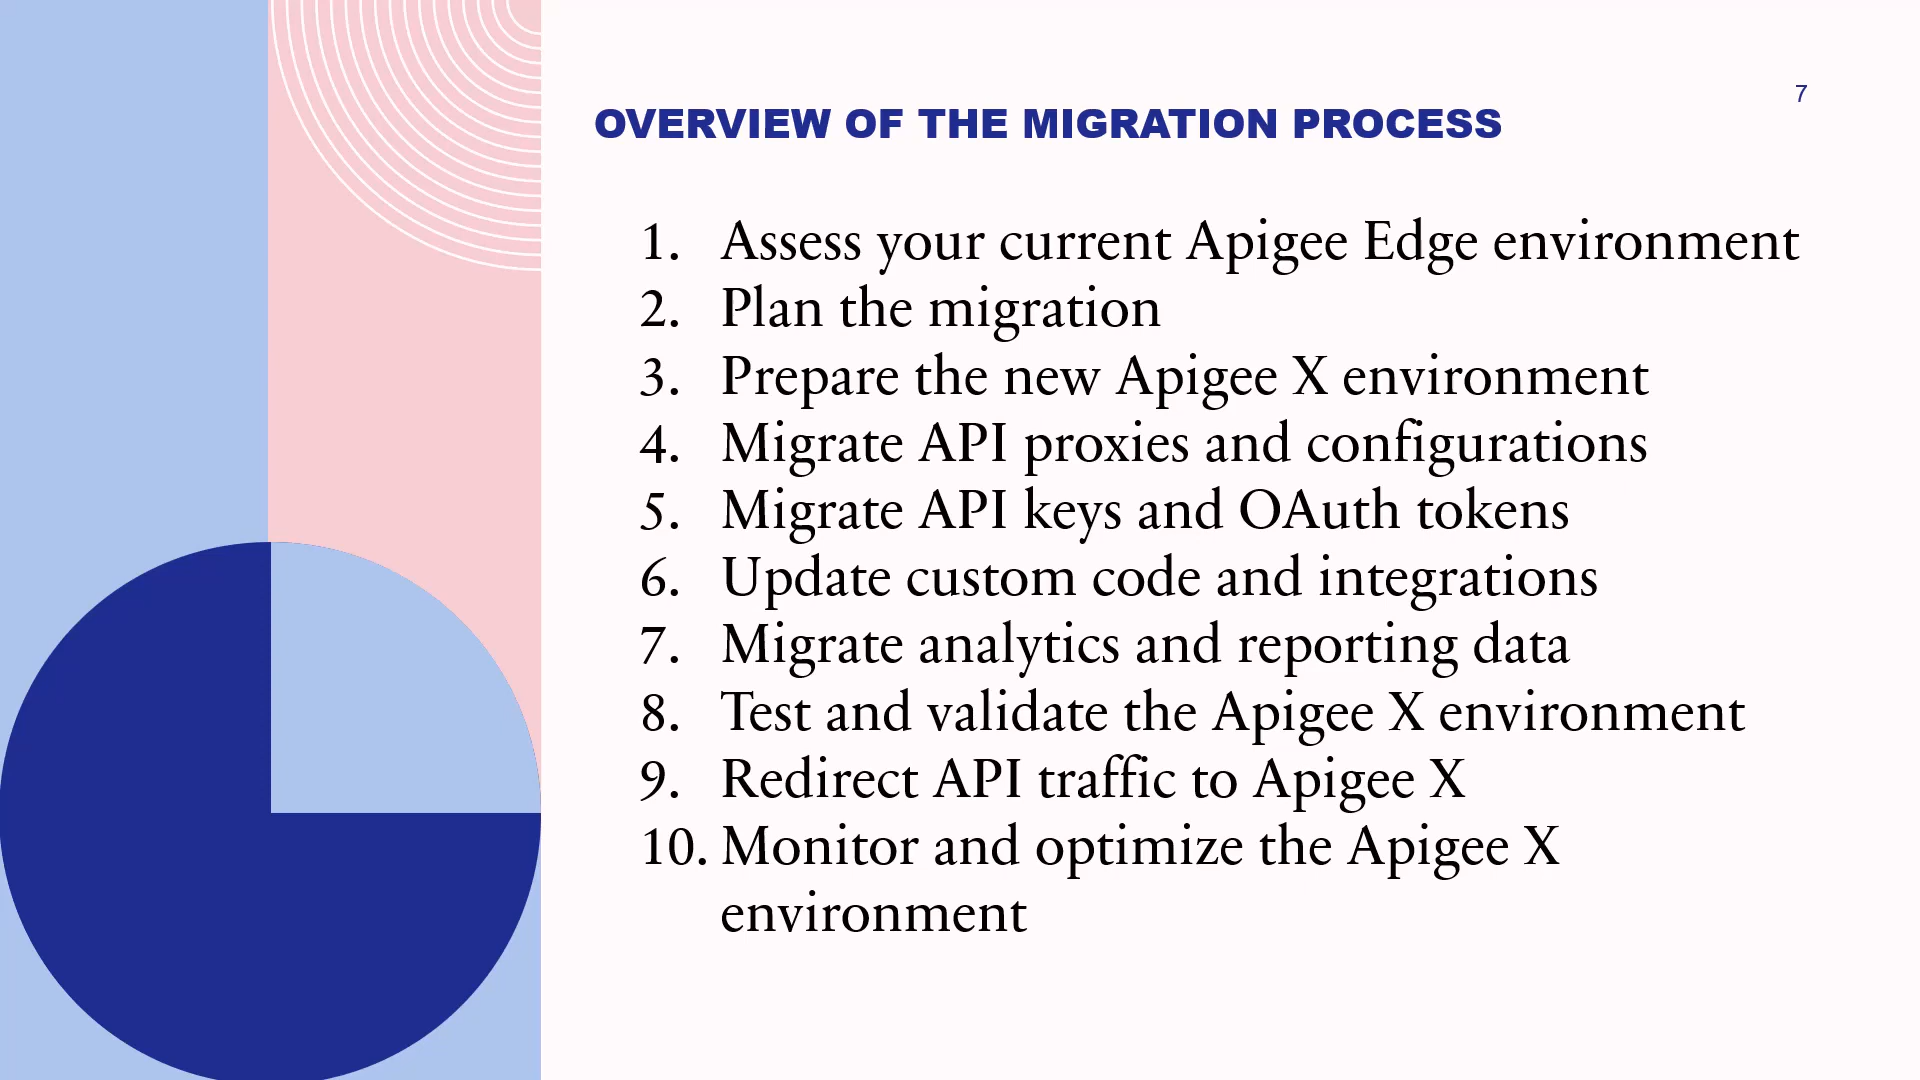 7
OVERVIEW OF THE MIGRATION PROCESS
1. Assess your current Apigee Edge environment
2. Plan the migration
3. Prepare the new Apigee X environment
4. Migrate API proxies and configurations
5. Migrate API keys and OAuth tokens
6. Update custom code and integrations
7. Migrate analytics and reporting data
8. Test and validate the Apigee X environment
9. Redirect API traffic to Apigee X
10. Monitor and optimize the Apigee X
environment